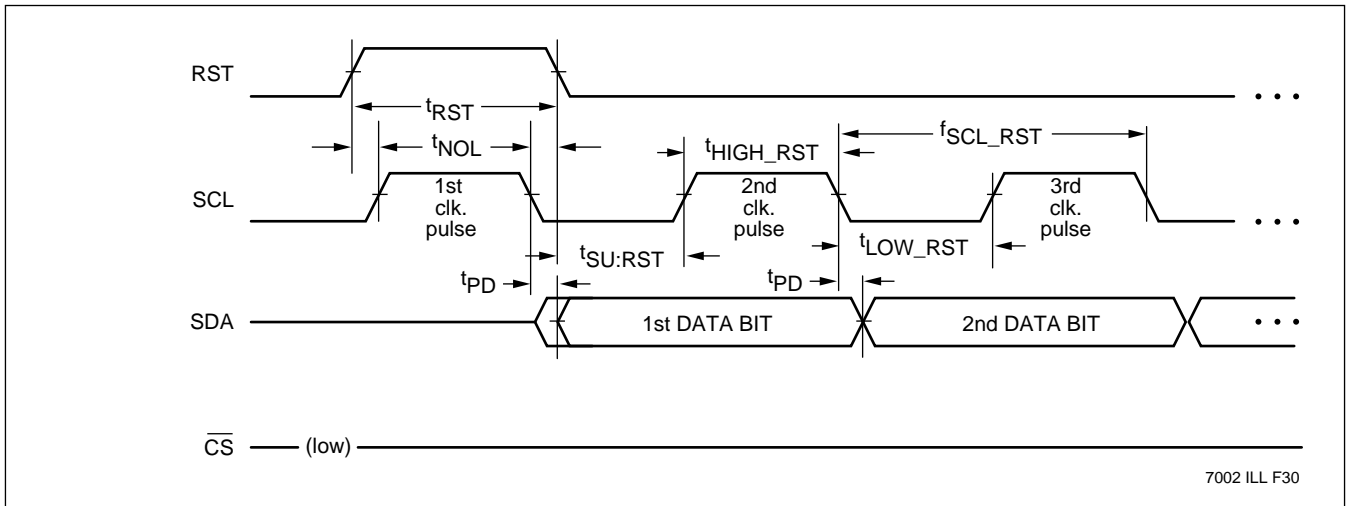 RST
tRST
tNOL
tHIGH_RST
fSCL_RST
SCL
1st
clk.
pulse
2nd
clk.
pulse
3rd
clk.
pulse
tSU:RST
tLOW_RST
tPD
tPD
SDA
1st DATA BIT
2nd DATA BIT
CS
(low)
7002 ILL F30